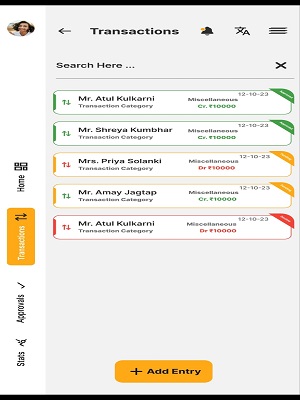 Transactions
Search Here ...
12-10-23
Mr. Atul Kulkarni
Miscellaneous
Transaction Category
Cr. ₹10000
12-10-23
Mr. Shreya Kumbhar
Miscellaneous
Transaction Category
Cr. ₹10000
12-10-23
Mrs. Priya Solanki
Miscellaneous
Transaction Category
Dr ₹10000
12-10-23
Mr. Amay Jagtap
Miscellaneous
Transaction Category
Cr. ₹10000
12-10-23
Mr. Atul Kulkarni
Miscellaneous
Transaction Category
Dr ₹10000
Home
Transactions
Approvals
Stats
Add Entry